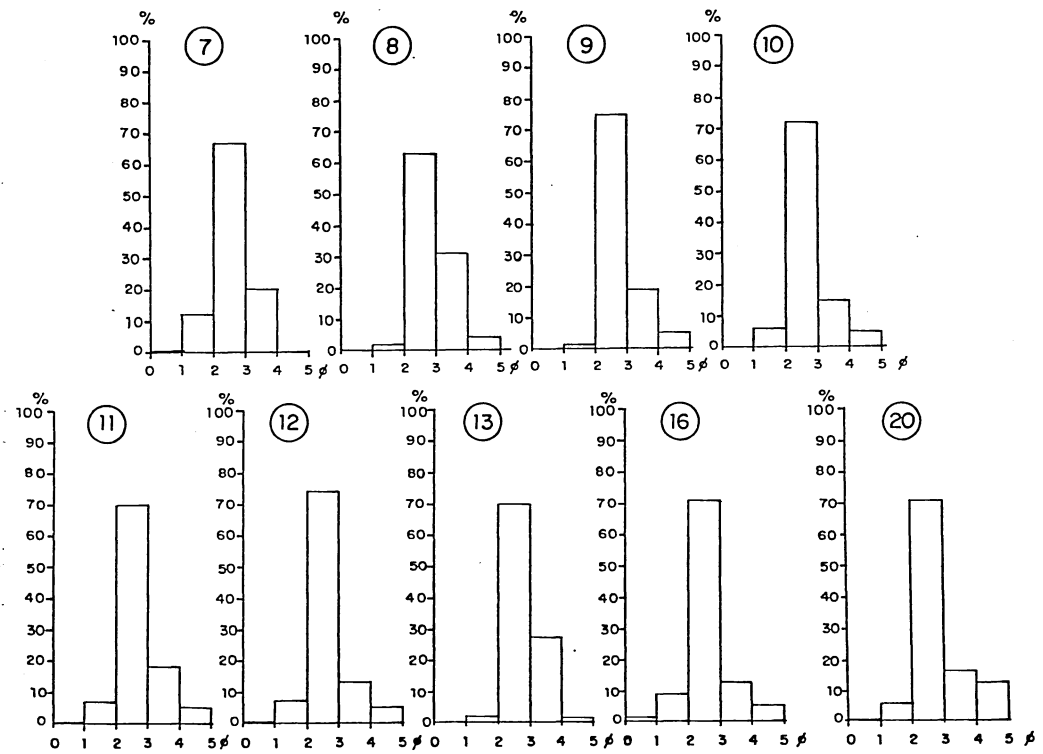 % % % %
7 8 9 10
100 100 100 100
90 90 90 90
80 80 80 80
70 70 70 70
60 60 60 60
50 50 50 50
40 40 40 40
30 30 30 30
20 20 20 20
10 10 10 10
0 0 0 0
0 1 2 3 4 5 ø 0 1 2 3 4 5 ø 0 1 2 3 4 5 ø 0 1 2 3 4 5 ø
% % % % %
11 12 13 16 20
100 100 100 100 100
90 90 90 90 90
80 80 80 80 80
70 70 70 70 70
60 60 60 60 60
50 50 50 50 50
40 40 40 40 40
30 30 30 30 30
20 20 20 20 20
10 10 10 10 10
0 0 0 0 0
0 1 2 3 4 5 ø 0 1 2 3 4 5 ø 0 1 2 3 4 5 ø 0 1 2 3 4 5 ø 0 1 2 3 4 5 ø